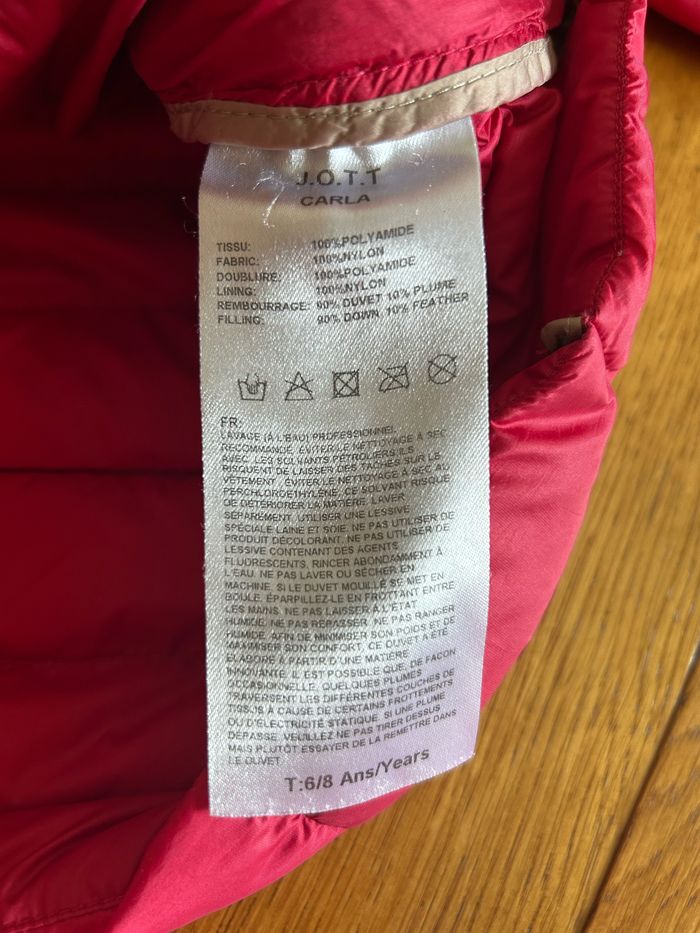 J.O.T.T
CARLA
TISSU: 100%POLYAMIDE
FABRIC: 100%NYLON
DOUBLURE: 100%POLYAMIDE
LINING: 100%NYLON
REMBOURRAGE: 90% DUVET 10% PLUME
FILLING: 90% DOWN 10% FEATHER
FR:
LAVAGE (À L'EAU) PROFESSIONNEL
RECOMMANDÉ. ÉVITER LE NETTOYAGE À SEC
AVEC LES SOLVANTS PÉTROLIERS ILS
RISQUENT DE LAISSER DES TACHES SUR LE
VÊTEMENT . ÉVITER LE NETTOYAGE À SEC AU
PERCHLOROÉTHYLÈNE, CE SOLVANT RISQUE
DE DÉTÉRIORER LA MATIÈRE. LAVER
SÉPAREMENT. UTILISER UNE LESSIVE
SPÉCIALE LAINE ET SOIE. NE PAS UTILISER DE
PRODUIT DÉCOLORANT. NE PAS UTILISER DE
LESSIVE CONTENANT DES AGENTS
FLUORESCENTS. RINCER ABONDAMMENT À
L'EAU. NE PAS LAVER OU SÉCHER EN
MACHINE. SI LE DUVET MOUILLÉ SE MET EN
BOULE, ÉPARPILLEZ-LE EN FROTTANT ENTRE
LES MAINS. NE PAS LAISSER À L'ÉTAT
HUMIDE. NE PAS REPASSER. NE PAS RANGER
HUMIDE. AFIN DE MINIMISER SON POIDS ET DE
MAXIMISER SON CONFORT, CE DUVET A ÉTÉ
ÉLABORÉ À PARTIR D'UNE MATIÈRE
INNOVANTE. IL EST POSSIBLE QUE, DE FAÇON
OCCASIONNELLE, QUELQUES PLUMES
TRAVERSENT LES DIFFÉRENTES COUCHES DE
TISSUS À CAUSE DE CERTAINS FROTTEMENTS
OU D'ÉLECTRICITÉ STATIQUE. SI UNE PLUME
DÉPASSE, VEUILLEZ NE PAS TIRER DESSUS
MAIS PLUTÔT ESSAYER DE LA REMETTRE DANS
LE DUVET.
T:6/8 Ans/Years